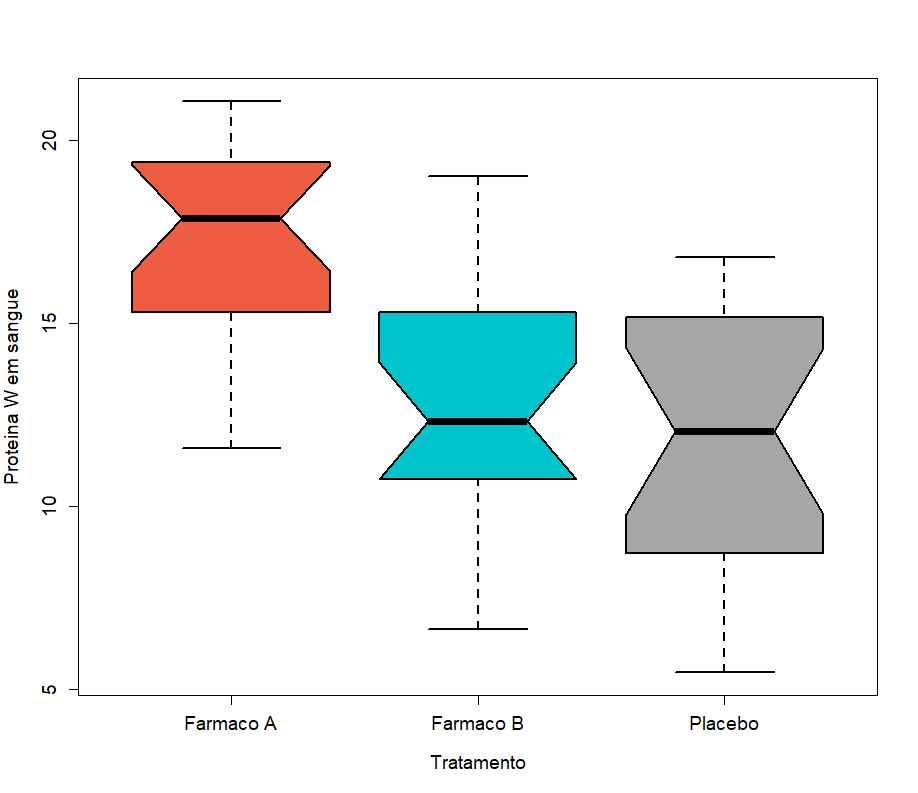 Proteina W em sangue
20
15
10
5
Farmaco A
Farmaco B
Placebo
Tratamento